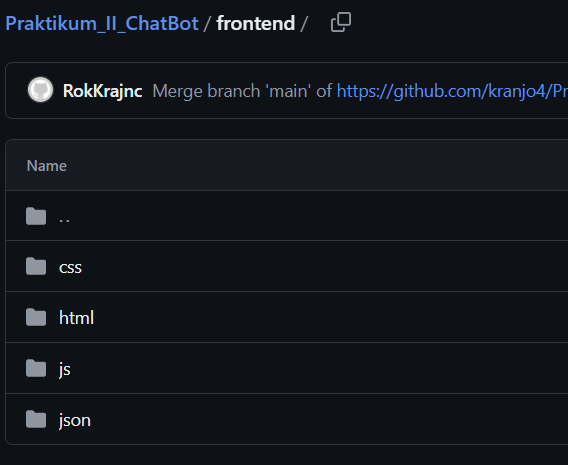 Praktikum_II_ChatBot / frontend /
RokKrajnc Merge branch 'main' of https://github.com/kranjo4/Pr
Name
..
css
html
js
json